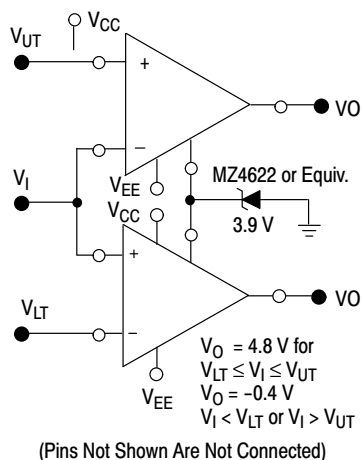 VCC
VUT
+
VO
−
VI
VEE
MZ4622 or Equiv.
VCC
3.9 V
+
VO
VLT
−
VO = 4.8 V for
VLT ≤ VI ≤ VUT
VEE
VO = −0.4 V
VI < VLT or VI > VUT
(Pins Not Shown Are Not Connected)